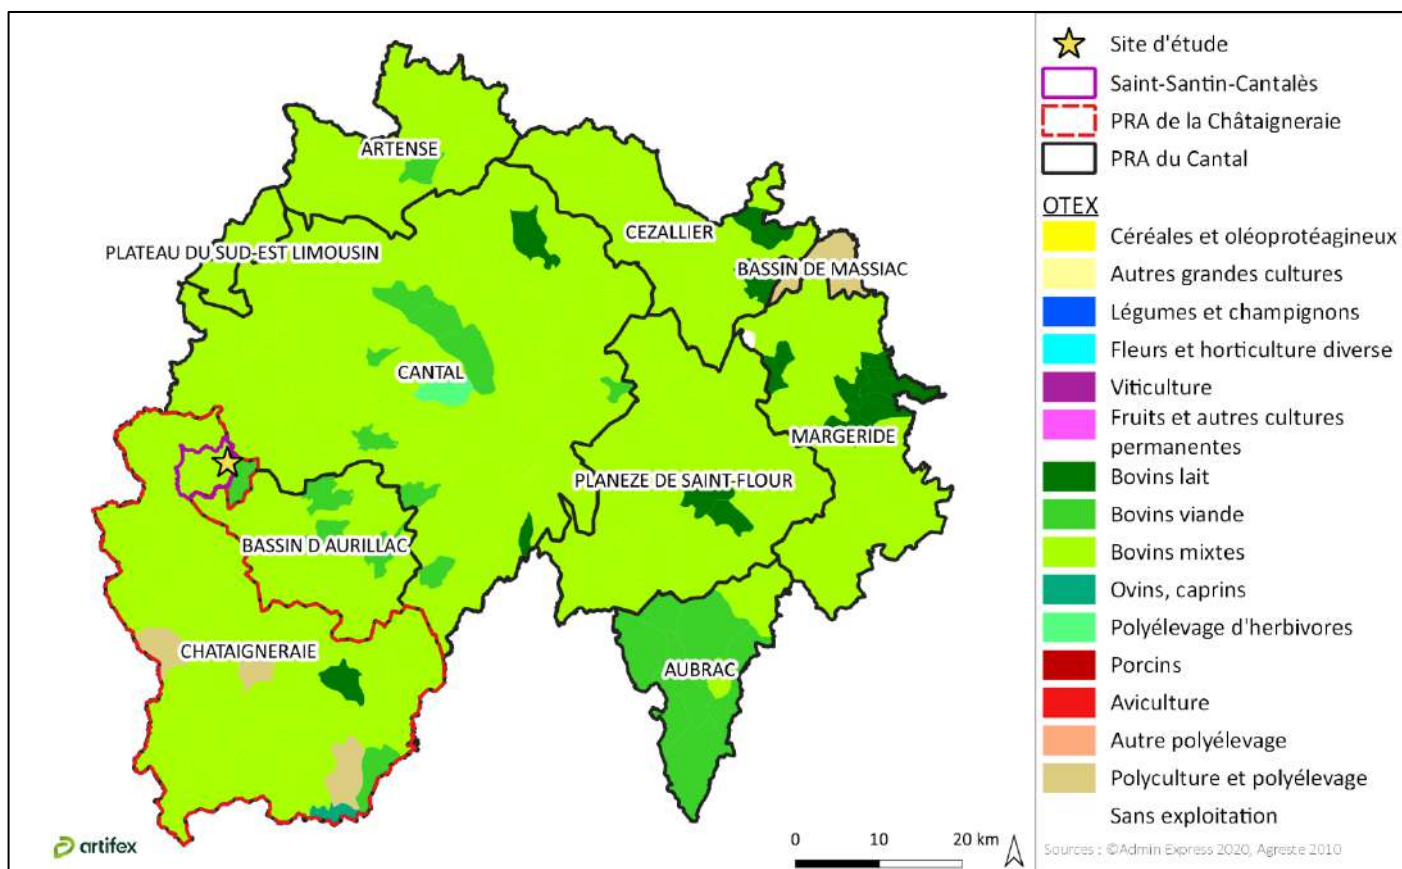 ARTENSE
PLATEAU DU SUD-EST LIMOUSIN
CEZALLIER
BASSIN DE MASSIAC
CANTAL
MARGERIDE
PLANEZE DE SAINT-FLOUR
BASSIN D AURILLAC
CHATAIGNERAIE
AUBRAC
artifex
0 10 20 km
Site d'étude
Saint-Santin-Cantalès
PRA de la Châtaigneraie
PRA du Cantal
OTEX
Céréales et oléoprotéagineux
Autres grandes cultures
Légumes et champignons
Fleurs et horticulture diverse
Viticulture
Fruits et autres cultures
permanentes
Bovins lait
Bovins viande
Bovins mixtes
Ovins, caprins
Polyélevage d'herbivores
Porcins
Aviculture
Autre polyélevage
Polyculture et polyélevage
Sans exploitation
Sources : ©Admin Express 2020, Agreste 2010